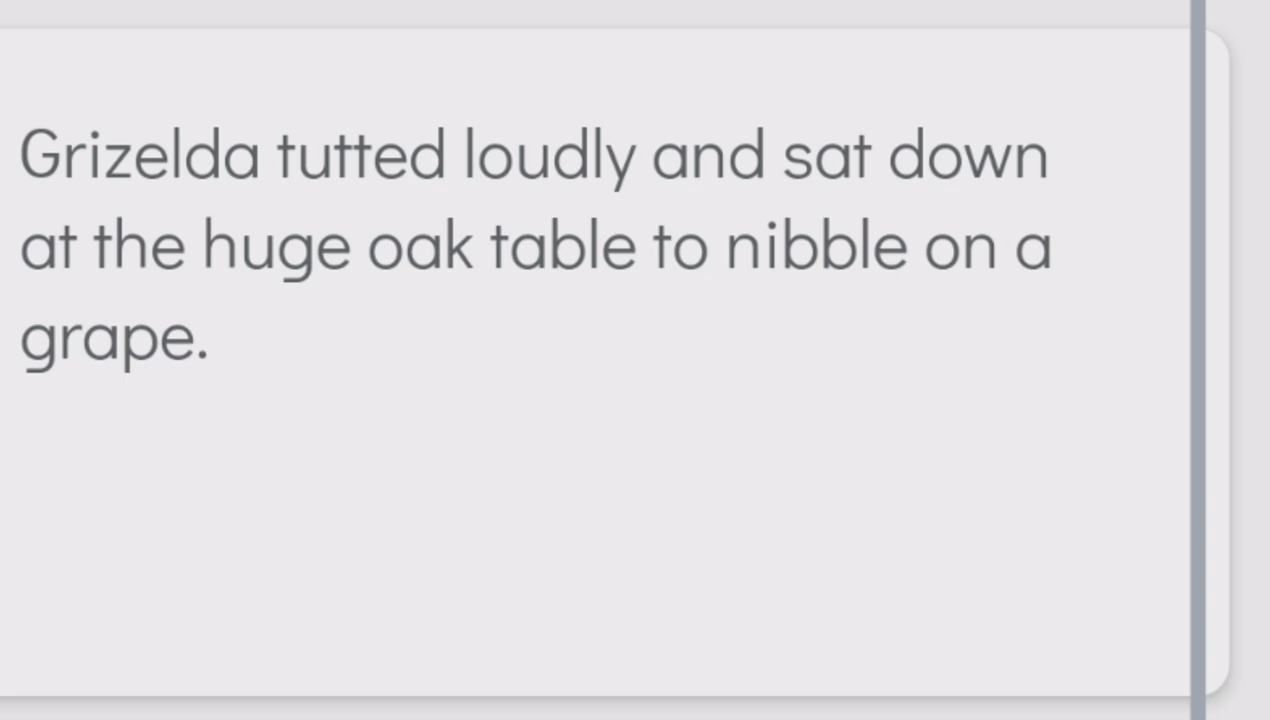 Grizelda tutted loudly and sat down
at the huge oak table to nibble on a
grape.